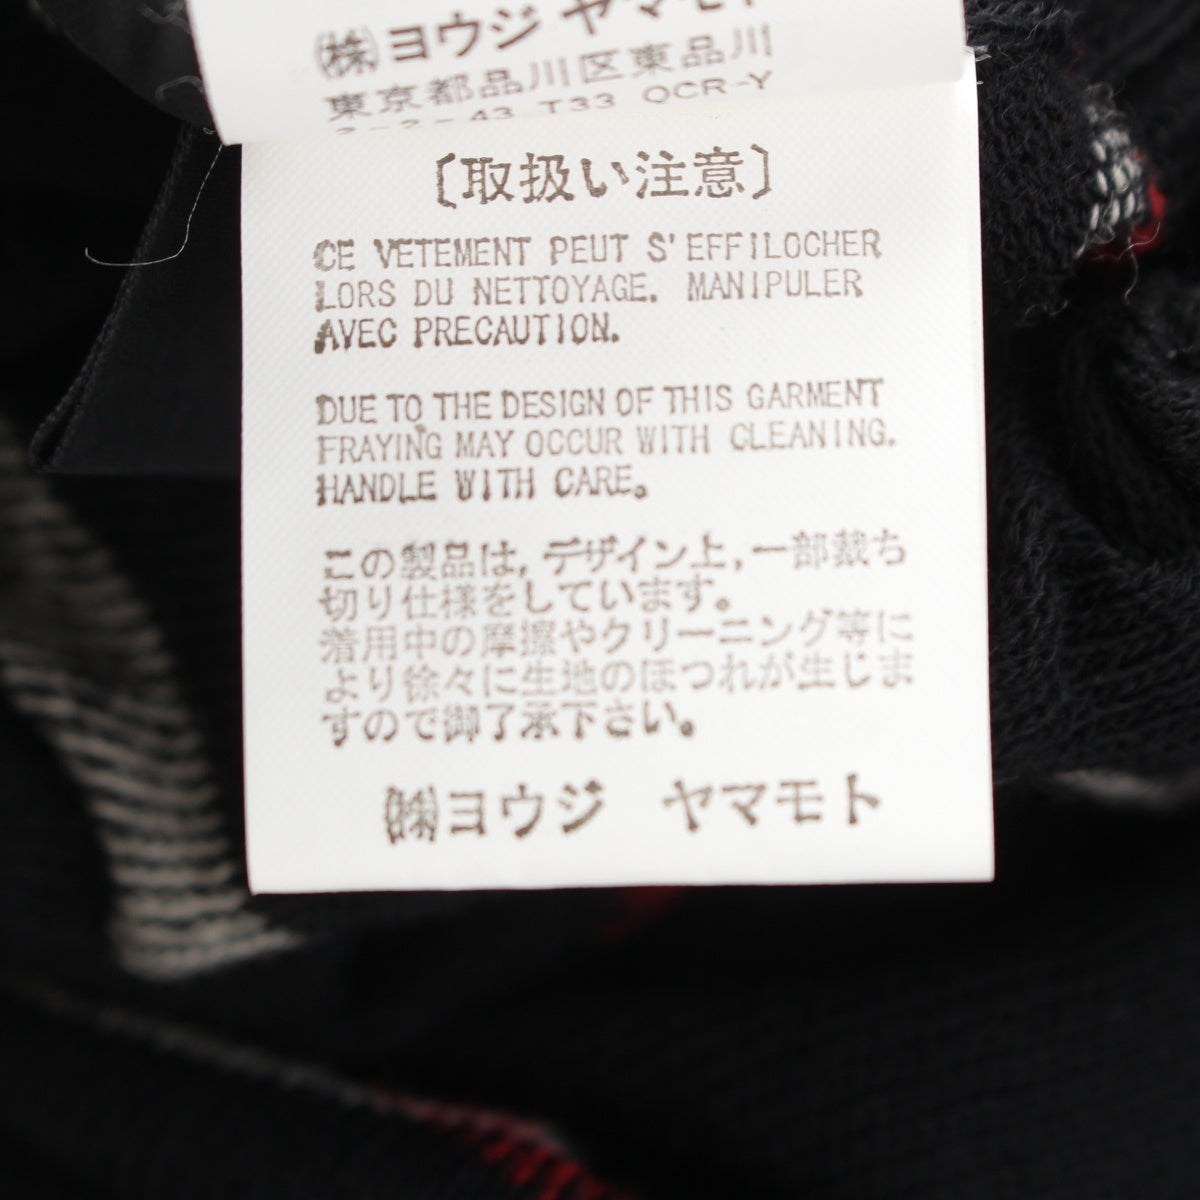 ㈱ヨウジ ヤマモト
東京都品川区東品川
2-2-43 T33 QCR-Y
〔取扱い注意〕
CE VETEMENT PEUT S'EFFILOCHER
LORS DU NETTOYAGE. MANIPULER
AVEC PRECAUTION.
DUE TO THE DESIGN OF THIS GARMENT
FRAYING MAY OCCUR WITH CLEANING.
HANDLE WITH CARE。
この製品は，デザイン上，一部裁ち
切り仕様をしています。
着用中の摩擦やクリーニング等に
より徐々に生地のほつれが生じま
すので御了承下さい。
㈱ヨウジ ヤマモト